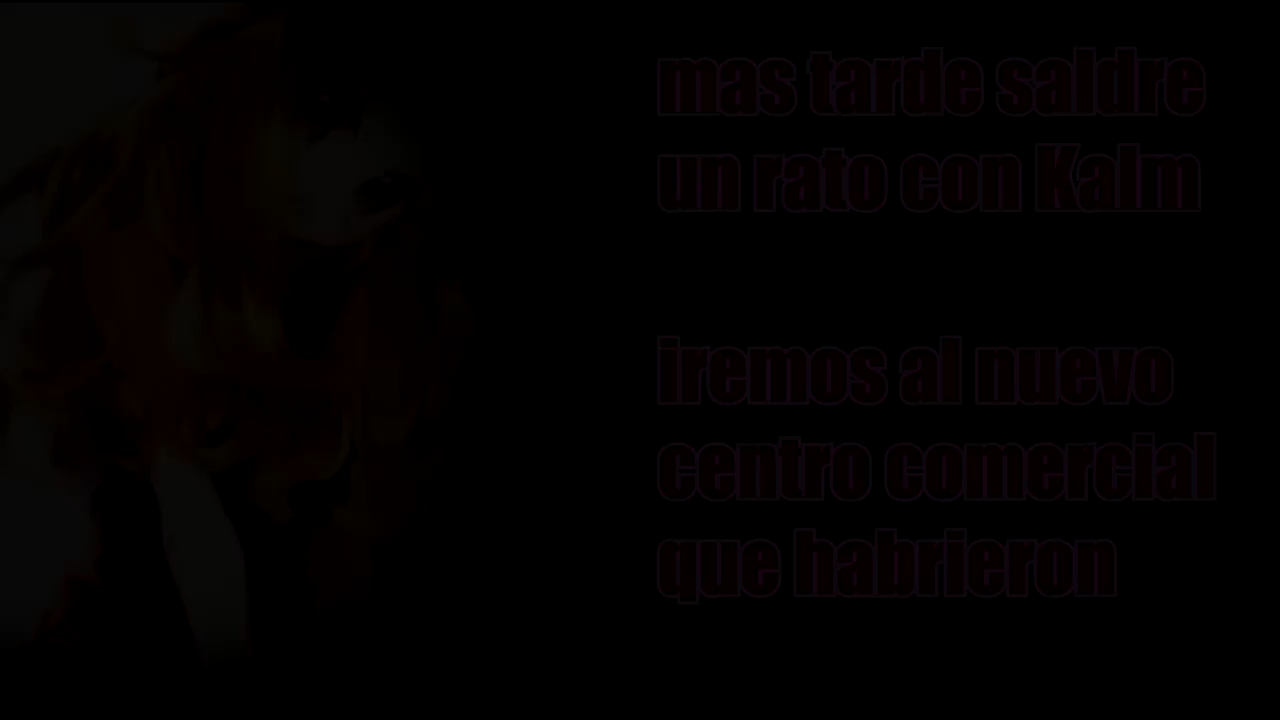 mas tarde saldre
un rato con Kalm
iremos al nuevo
centro comercial
que habrieron